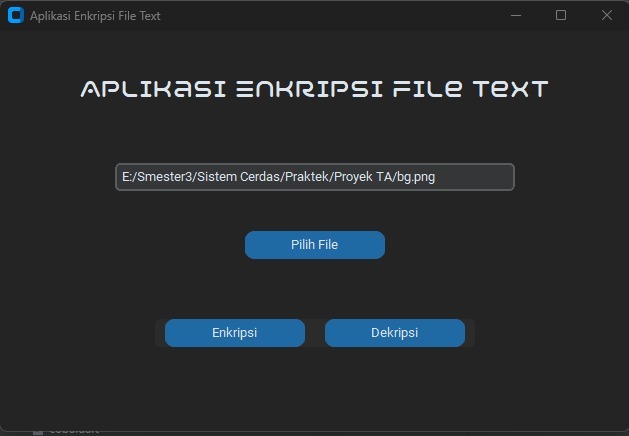 Aplikasi Enkripsi File Text
APLIKASI ENKRIPSI FILE TEXT
E:/Smester3/Sistem Cerdas/Praktek/Proyek TA/bg.png
Pilih File
Enkripsi Dekripsi